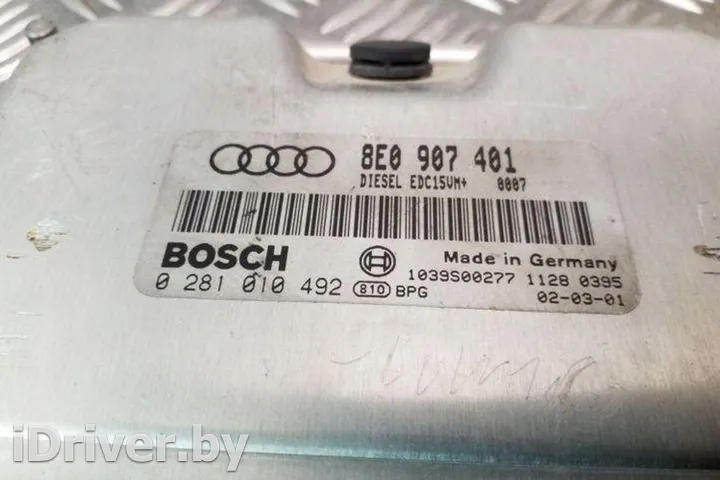 8E0 907 401
DIESEL EDC15VM+ 0007
BOSCH
Made in Germany
0 281 010 492 810 BPG
1039S00277 1128 0395
02-03-01
iDriver.by